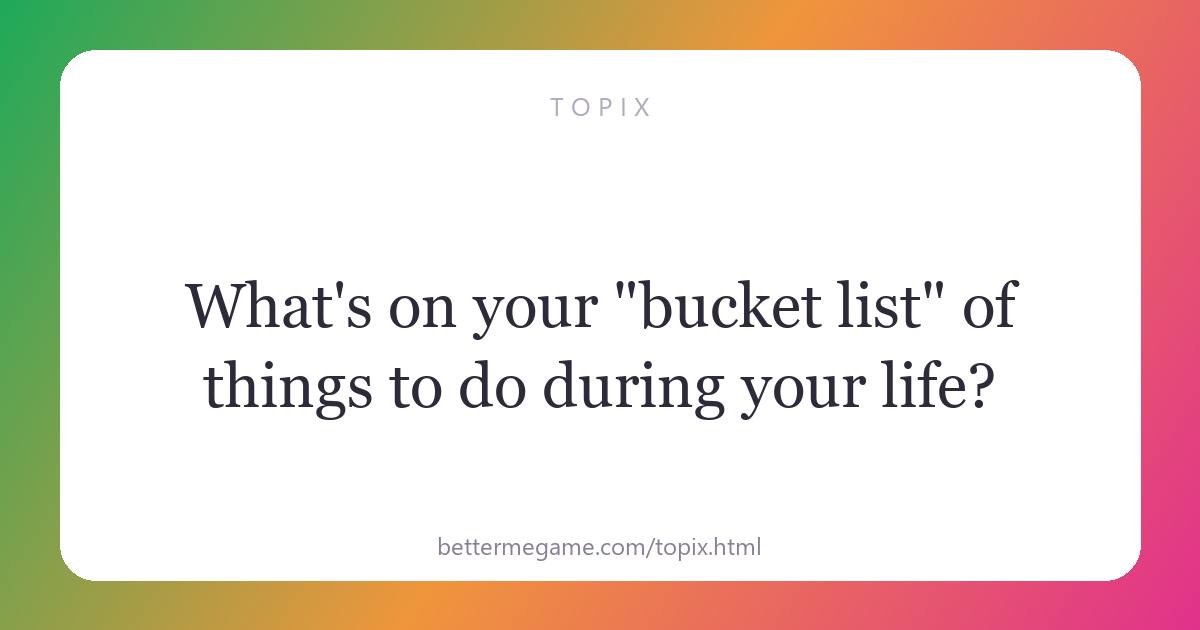 TOPIX
What's on your "bucket list" of
things to do during your life?
bettermegame.com/topix.html